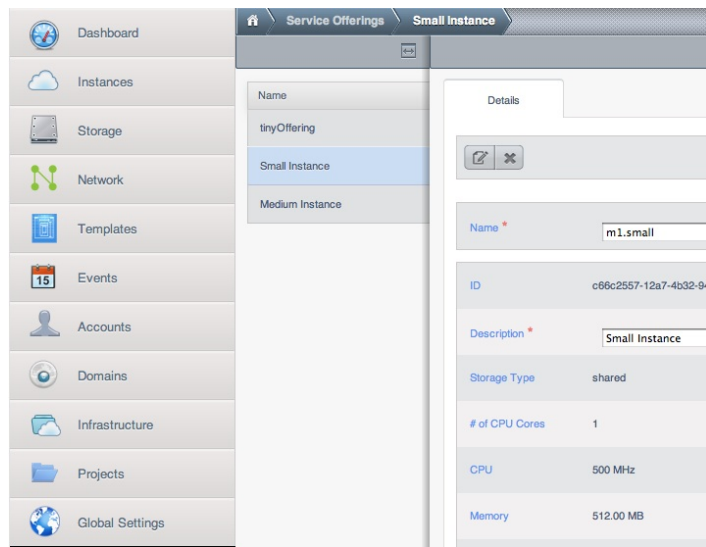 Dashboard
Instances
Storage
Network
Templates
15
Events
Accounts
Domains
Infrastructure
Projects
Global Settings
Service Offerings
Small Instance
Name
tinyOffering
Small Instance
Medium Instance
Details
Name *
m1.small
ID
c66c2557-12a7-4b32-94
Description *
Small Instance
Storage Type
shared
# of CPU Cores
1
CPU
500 MHz
Memory
512.00 MB